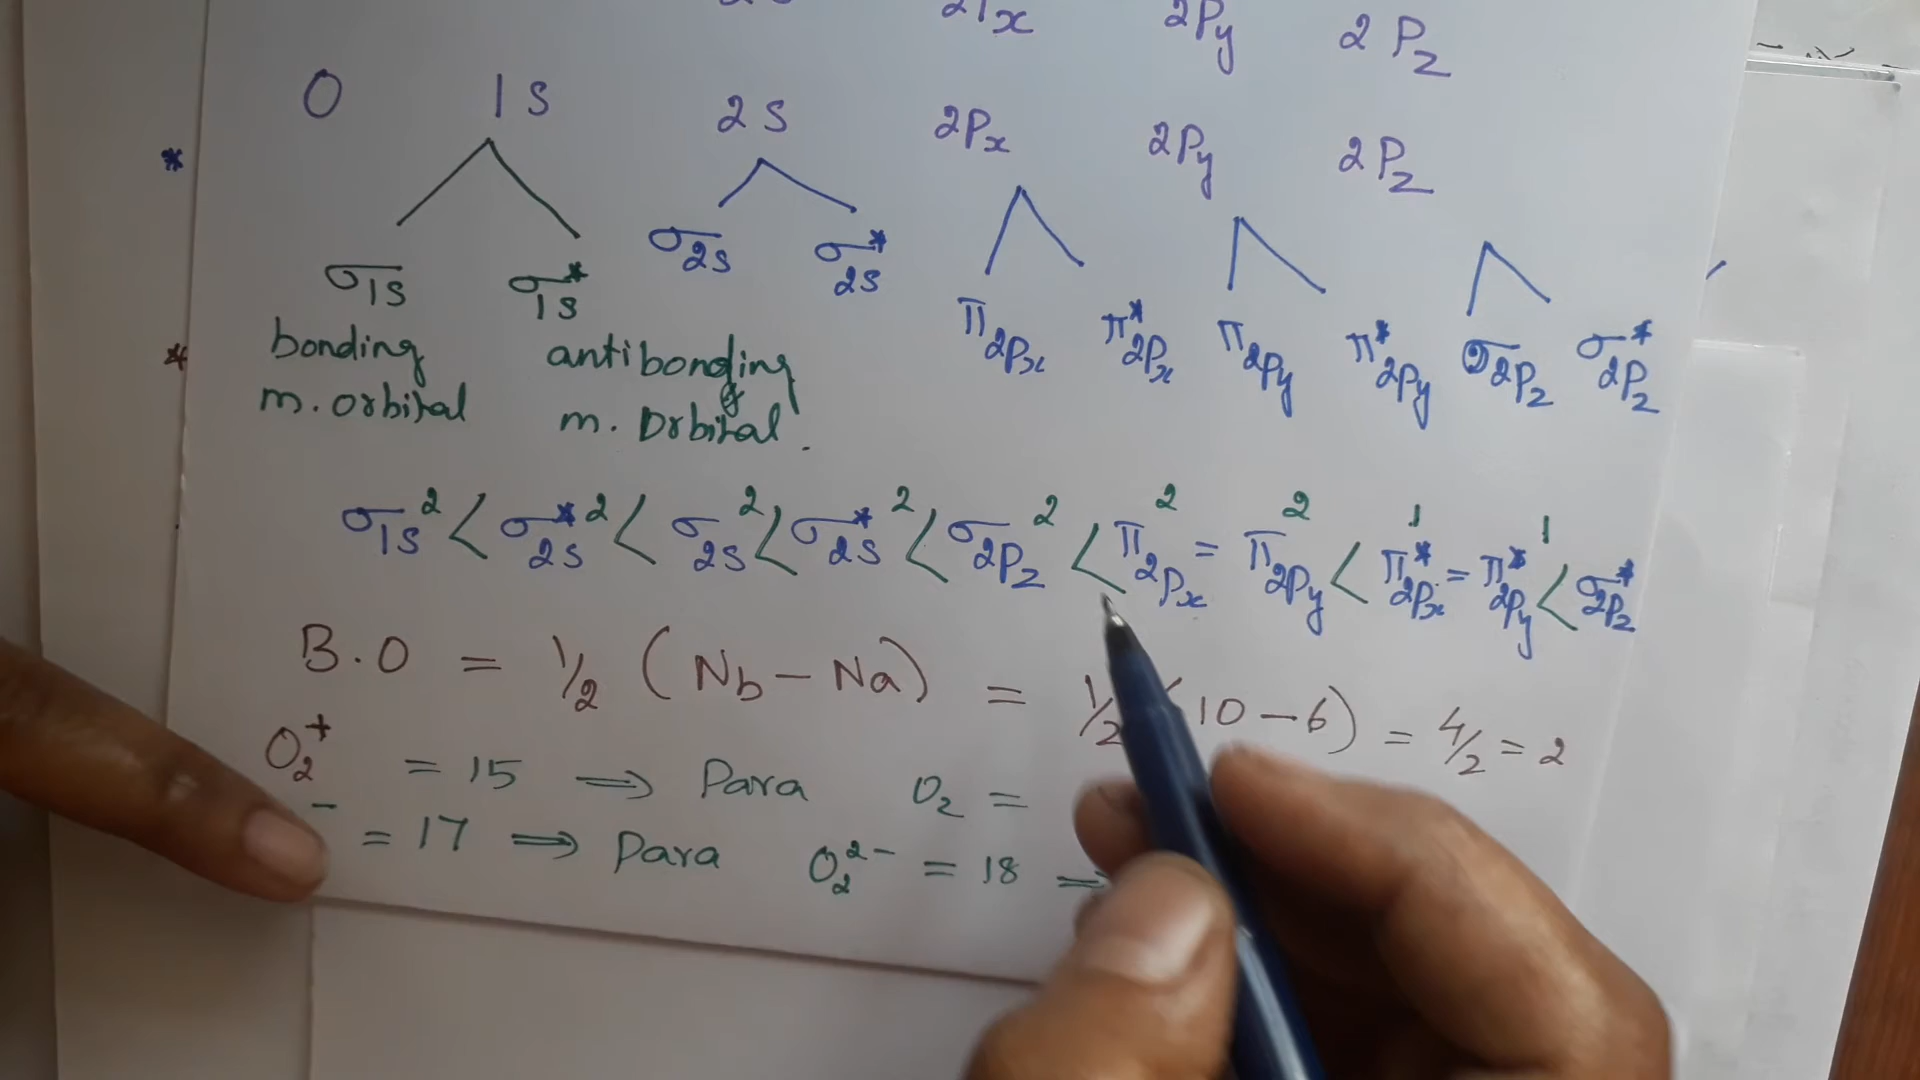 2Px 2Py 2Pz
O 1S 2S 2Px 2Py 2Pz
*
σ1s σ*1s σ2s σ*2s π2Px π*2Px π2Py π*2Py σ2Pz σ*2Pz
bonding antibonding
*
m. orbital m. Orbital.
σ1s² < σ*2s² < σ2s² < σ*2s² < σ2Pz² < π2Px² = π2Py² < π*2Px¹ = π*2Py¹ < σ*2Pz
B.O = 1/2 (Nb - Na) = 1/2 (10 - 6) = 4/2 = 2
O2⁺ = 15 ⟹ Para O2 =
⁻ = 17 ⟹ Para O2²⁻ = 18 ⟹